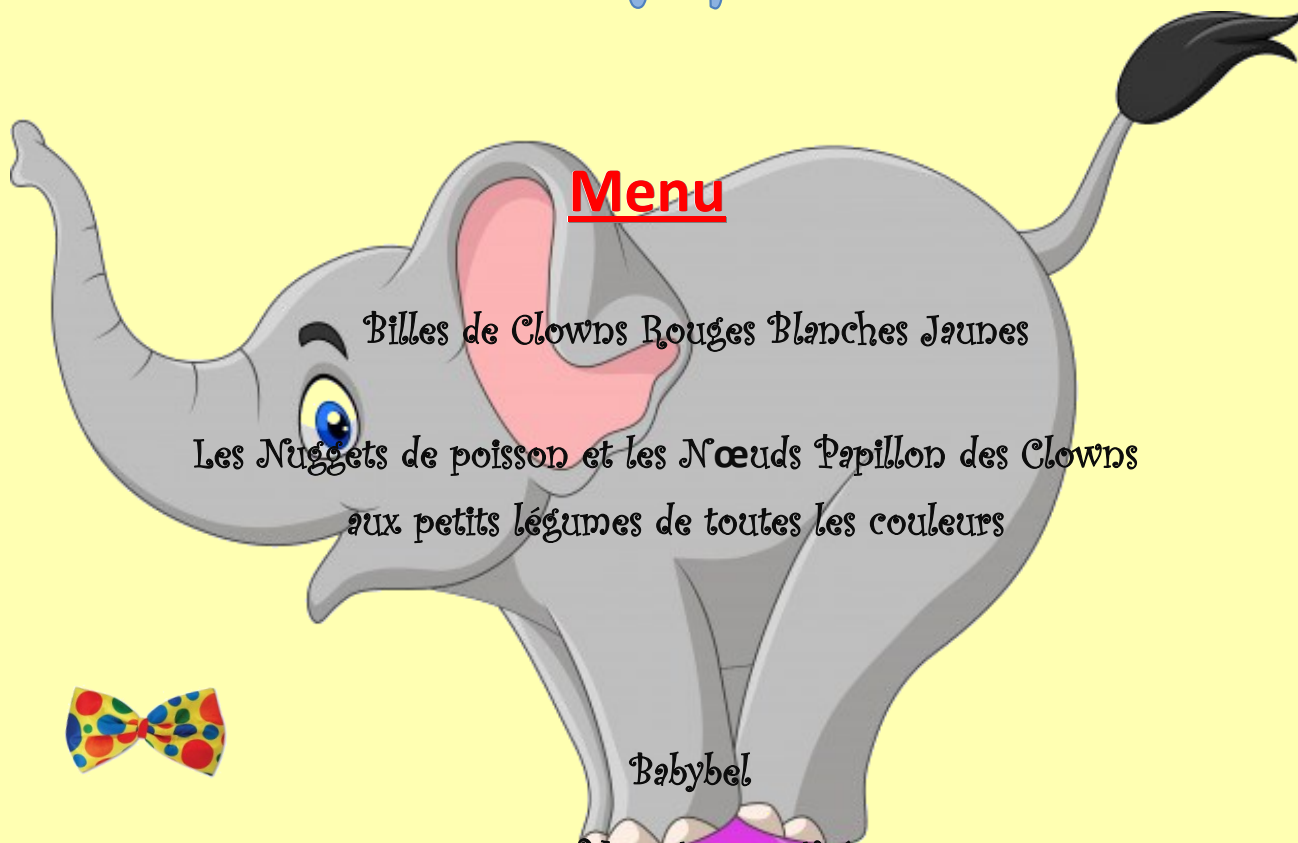 Menu
Billes de Clowns Rouges Blanches Jaunes
Les Nuggets de poisson et les Nœuds Papillon des Clowns
aux petits légumes de toutes les couleurs
Babybel